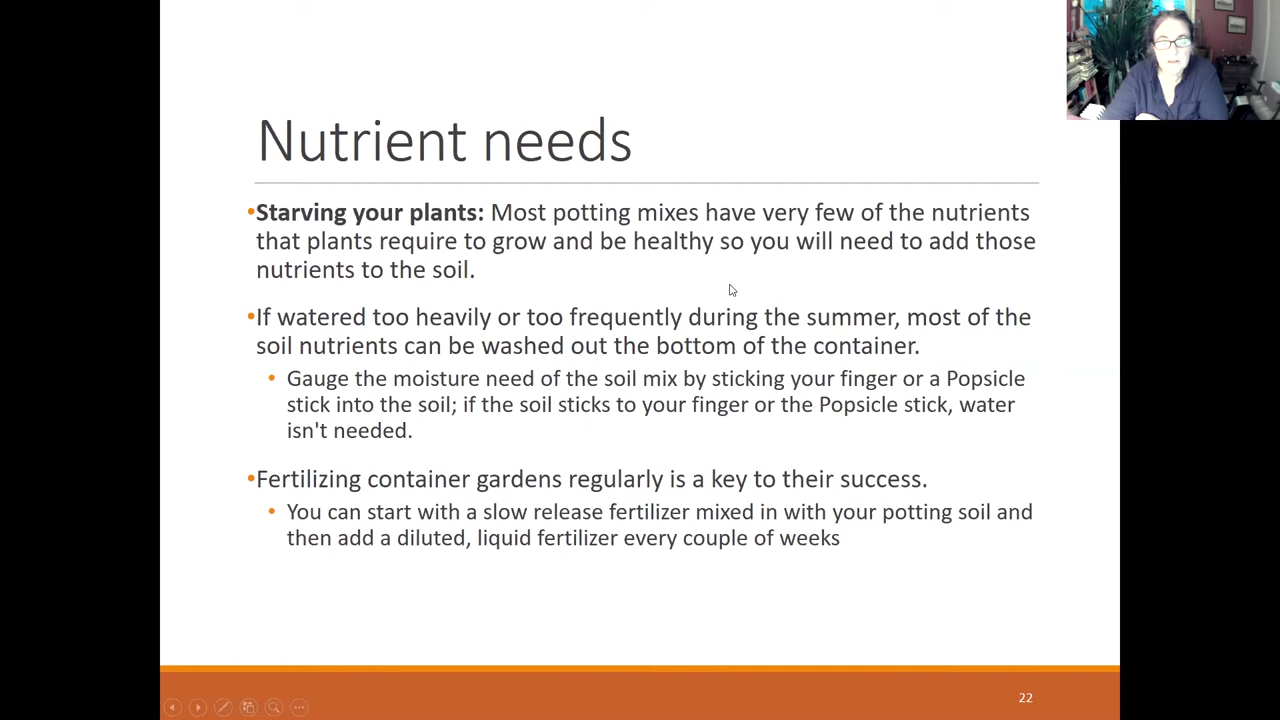 Nutrient needs
•Starving your plants: Most potting mixes have very few of the nutrients
that plants require to grow and be healthy so you will need to add those
nutrients to the soil.
•If watered too heavily or too frequently during the summer, most of the
soil nutrients can be washed out the bottom of the container.
• Gauge the moisture need of the soil mix by sticking your finger or a Popsicle
stick into the soil; if the soil sticks to your finger or the Popsicle stick, water
isn't needed.
•Fertilizing container gardens regularly is a key to their success.
• You can start with a slow release fertilizer mixed in with your potting soil and
then add a diluted, liquid fertilizer every couple of weeks
22